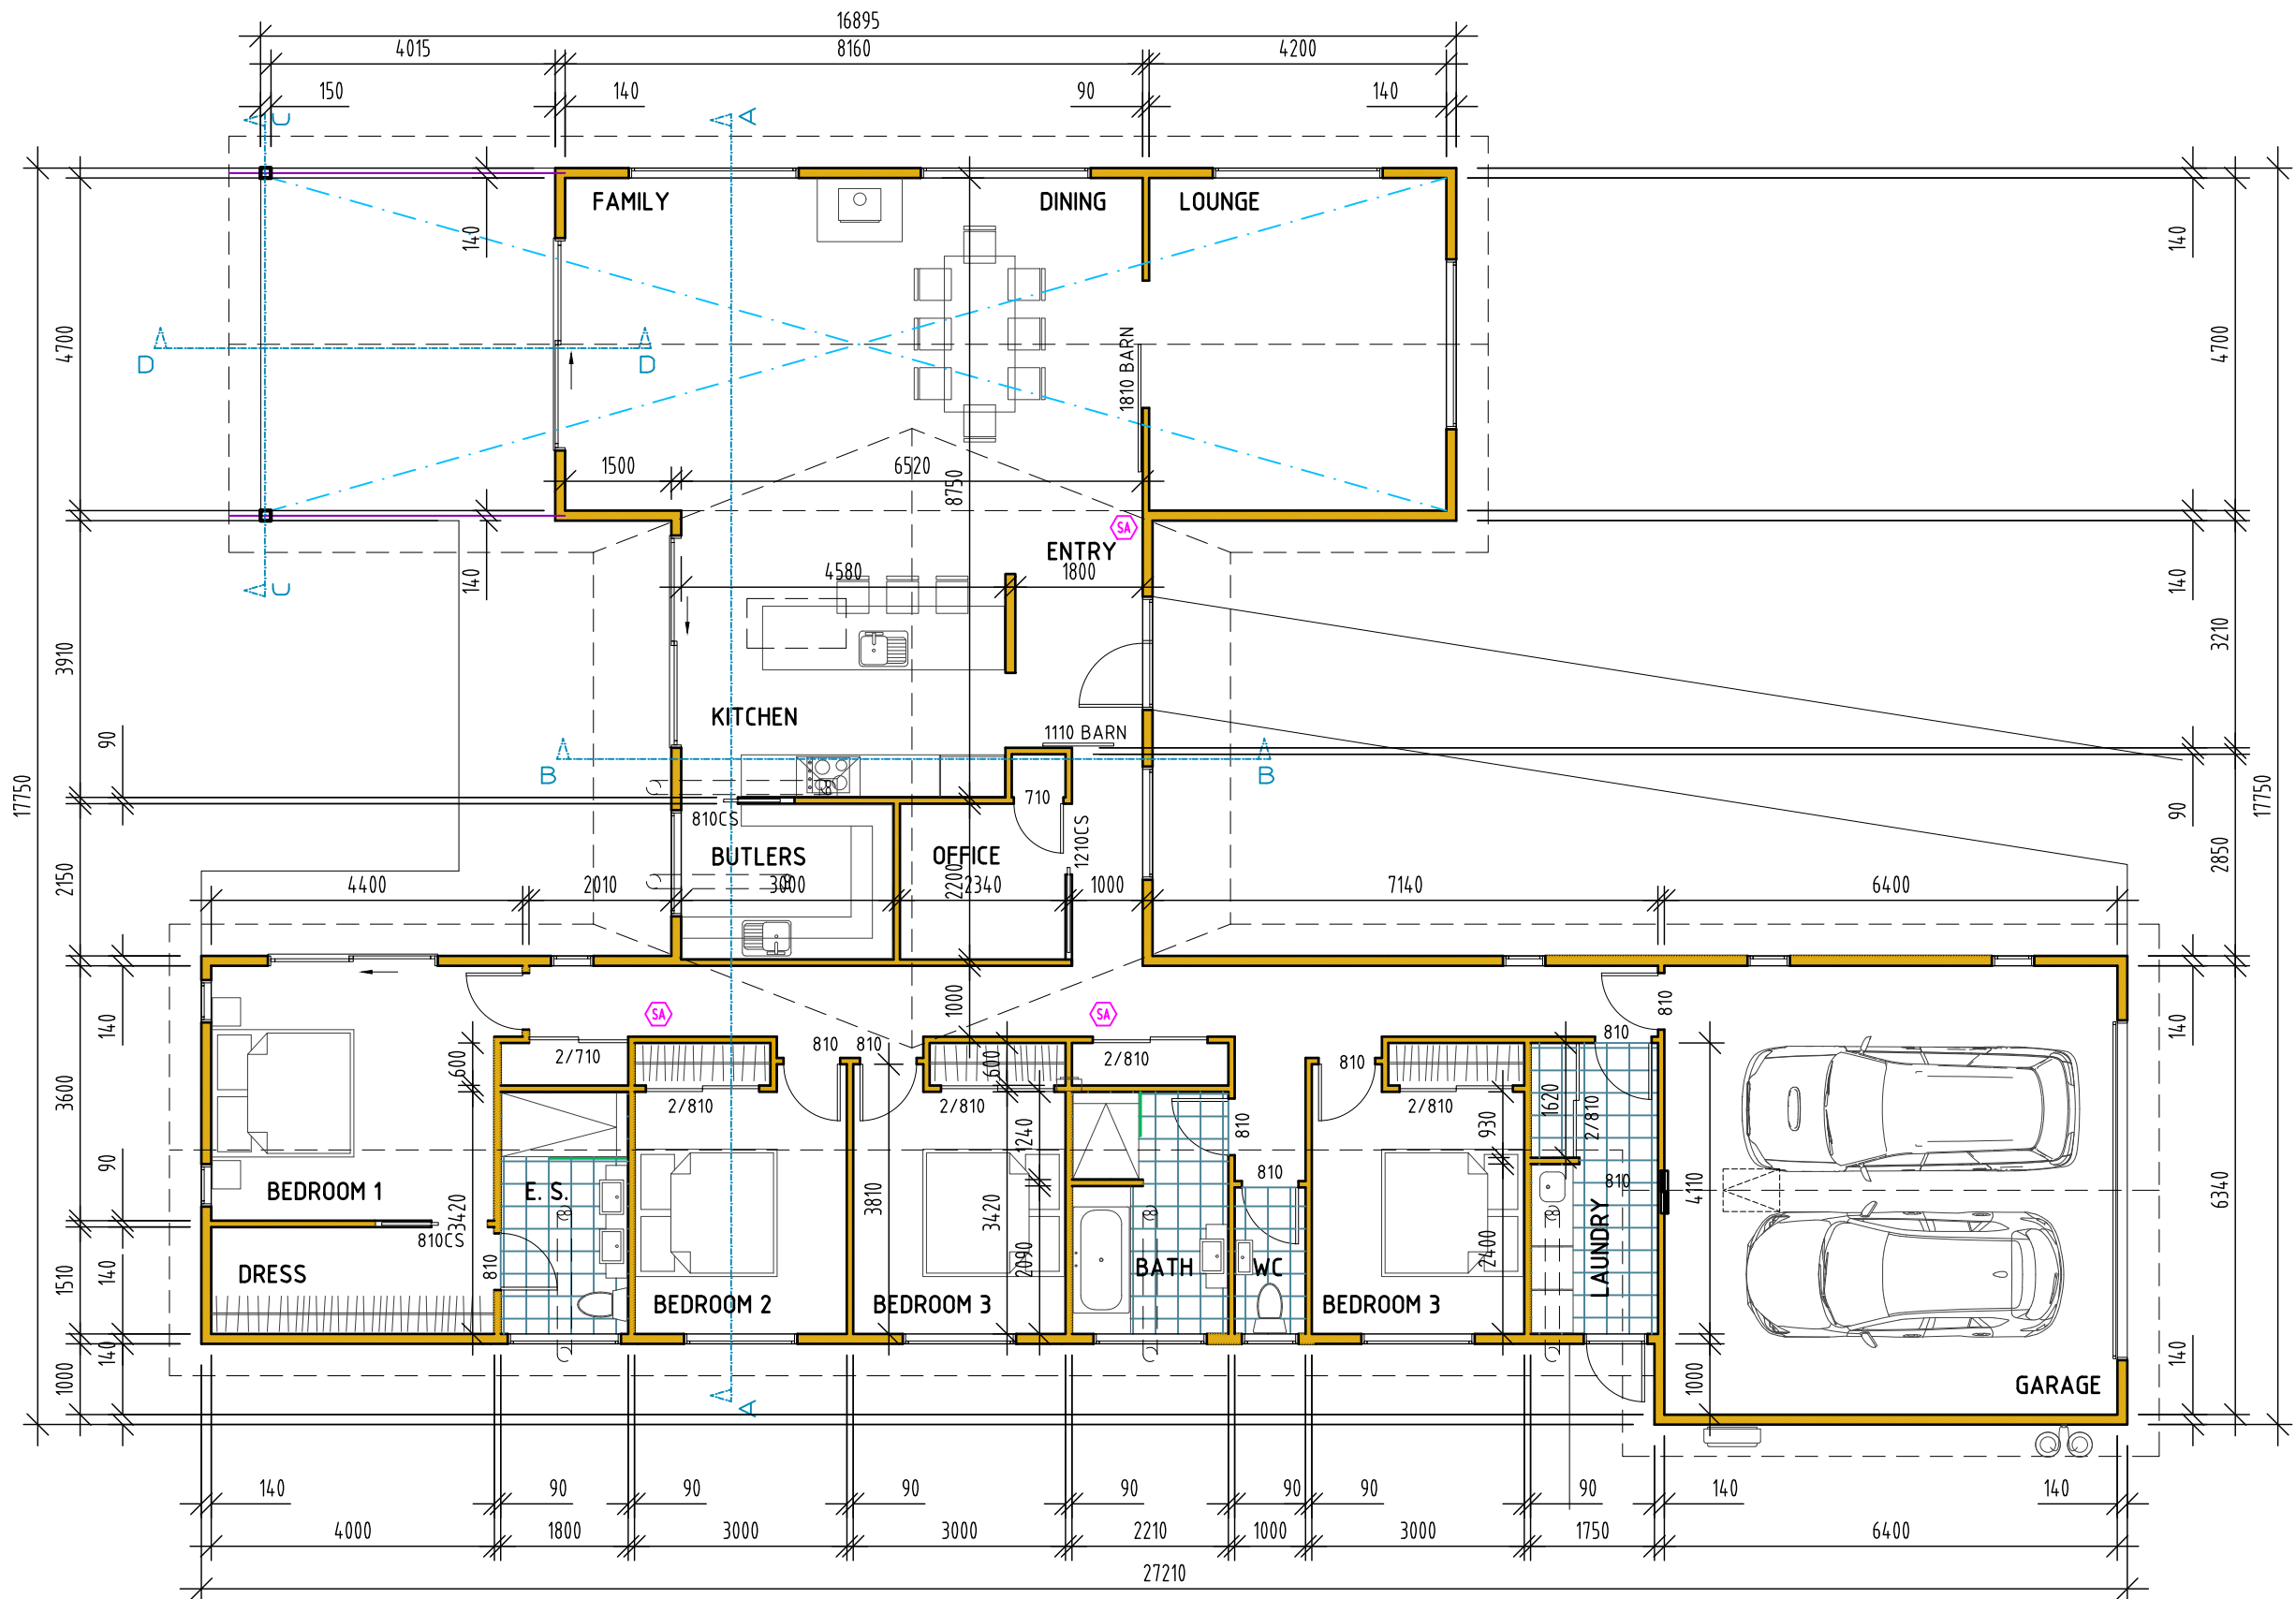 16895
4015 8160 4200
150 140 90 140
C A
FAMILY DINING LOUNGE
140 140
4700 4700
1810 BARN
D D
1500 6520
8750
SA
ENTRY
C
140 4580 1800 140
3910 3210
KITCHEN
1110 BARN
90
B B
17750 17750
710
90
810CS
1210CS
BUTLERS OFFICE
2150 2850
2200
4400 2010 3000 2340 1000 7140 6400
SA SA
1000
810
140 140
810 810 810
2/710 2/810 810
600 600
3600
2/810 2/810 2/810
1620
2/810
930
1240
810
90
810 810
BEDROOM 1 E. S.
4110
6340
3420
3810
3420
810CS
2090
2400
LAUNDRY
810
DRESS BATH WC
1510 140
BEDROOM 2 BEDROOM 3 BEDROOM 3
140 140
1000 1000
GARAGE
A
140 90 90 90 90 90 90 90 140 140
4000 1800 3000 3000 2210 1000 3000 1750 6400
27210